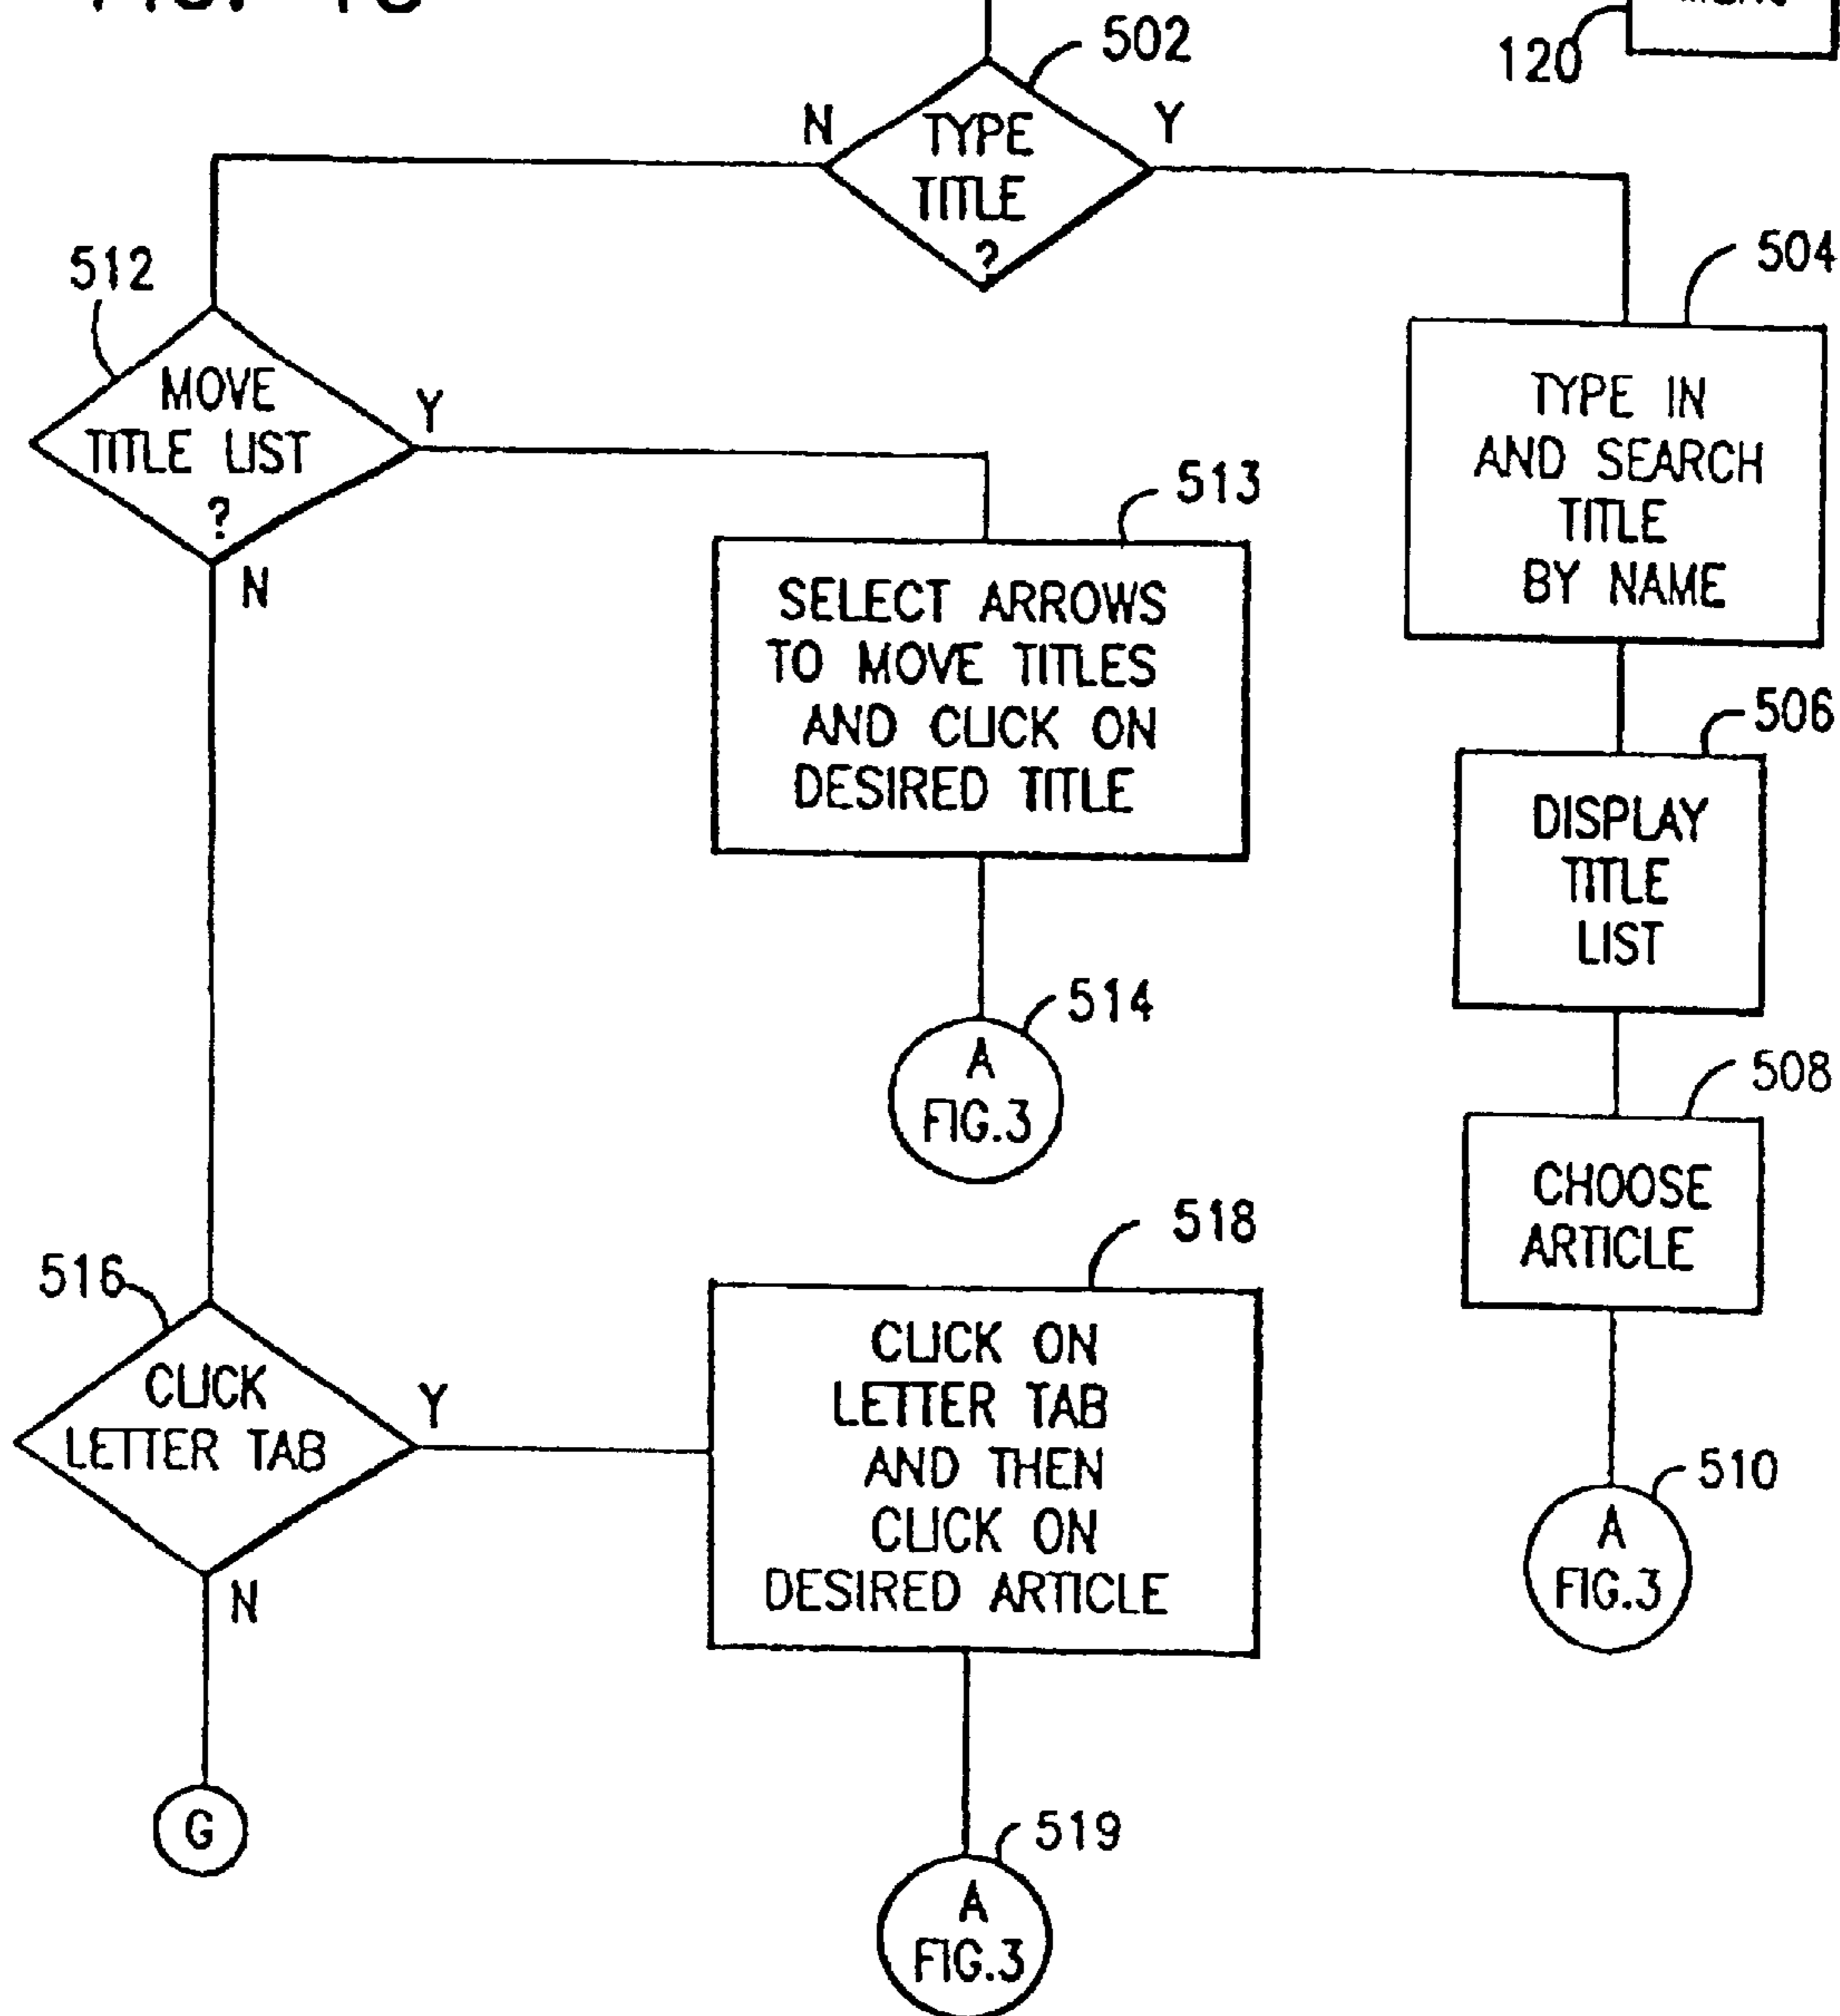 120
502
N
Y
TYPE
TITLE
?
512
MOVE
TITLE LIST
?
Y
N
504
TYPE IN
AND SEARCH
TITLE
BY NAME
513
SELECT ARROWS
TO MOVE TITLES
AND CLICK ON
DESIRED TITLE
506
DISPLAY
TITLE
LIST
514
A
FIG.3
508
CHOOSE
ARTICLE
516
CLICK
LETTER TAB
Y
N
518
CLICK ON
LETTER TAB
AND THEN
CLICK ON
DESIRED ARTICLE
510
A
FIG.3
G
519
A
FIG.3